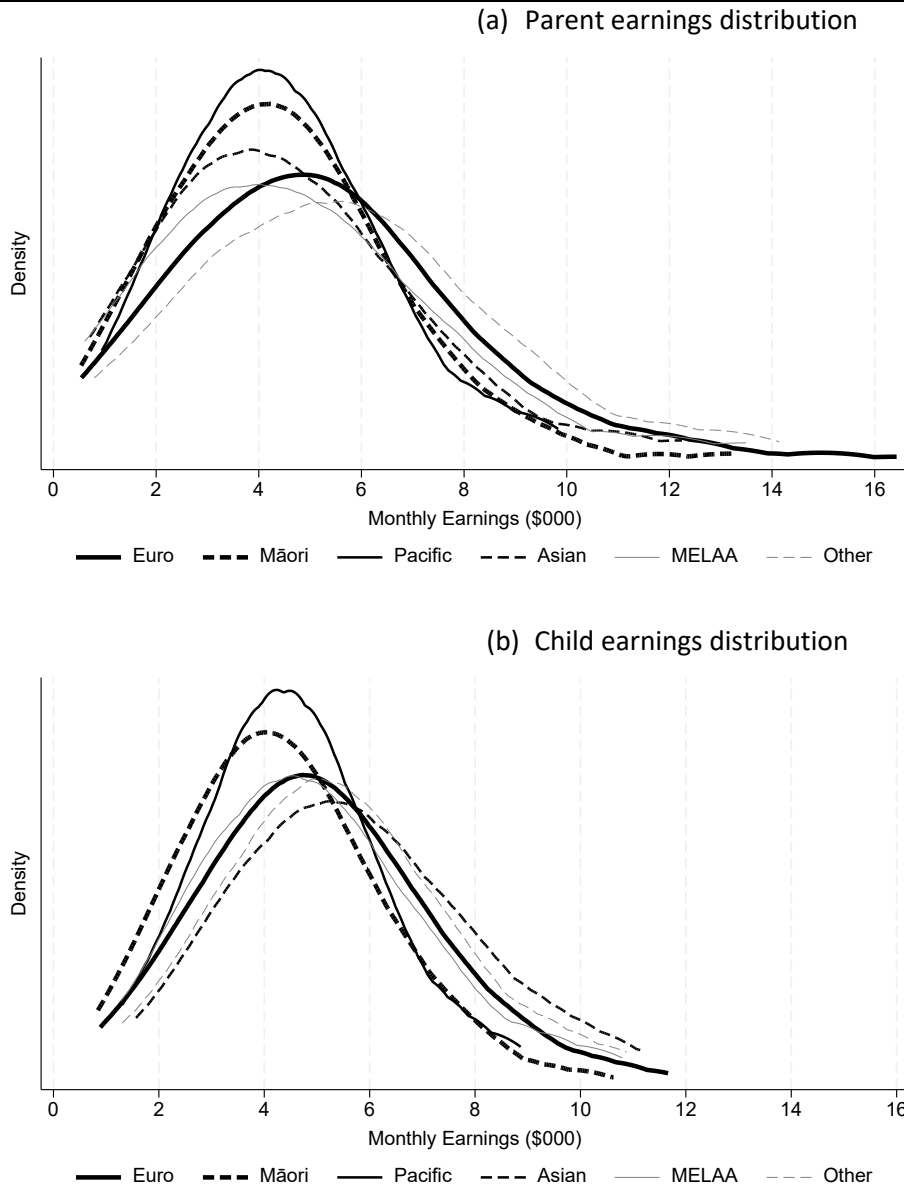 (a) Parent earnings distribution
Density
0 2 4 6 8 10 12 14 16
Monthly Earnings ($000)
Euro Māori Pacific Asian MELAA Other
(b) Child earnings distribution
Density
0 2 4 6 8 10 12 14 16
Monthly Earnings ($000)
Euro Māori Pacific Asian MELAA Other